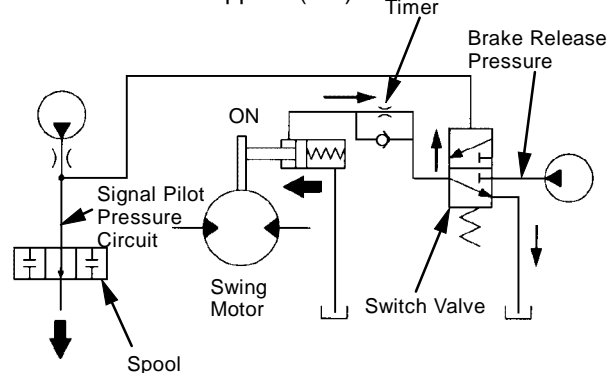 Timer
Brake Release
Pressure
ON
Signal Pilot
Pressure
Circuit
Swing
Motor
Switch Valve
Spool